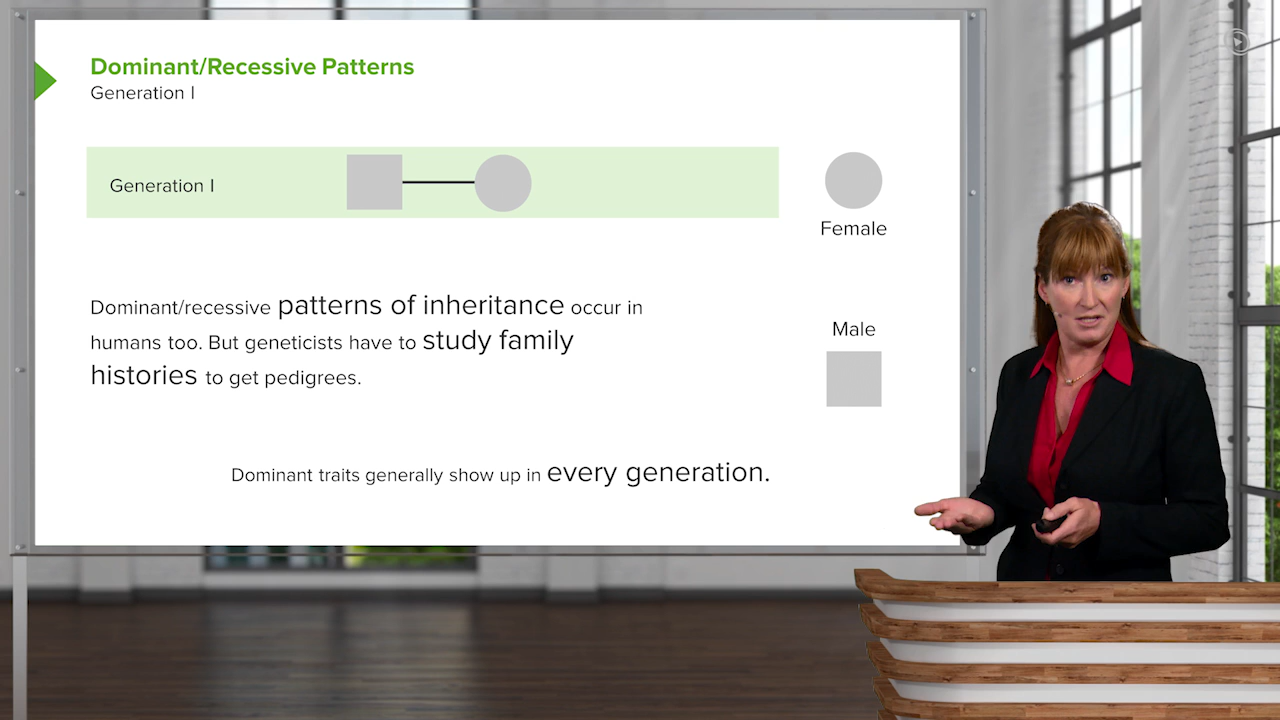 Dominant/Recessive Patterns
Generation I
Generation I
Female
Dominant/recessive patterns of inheritance occur in
humans too. But geneticists have to study family
histories to get pedigrees.
Male
Dominant traits generally show up in every generation.